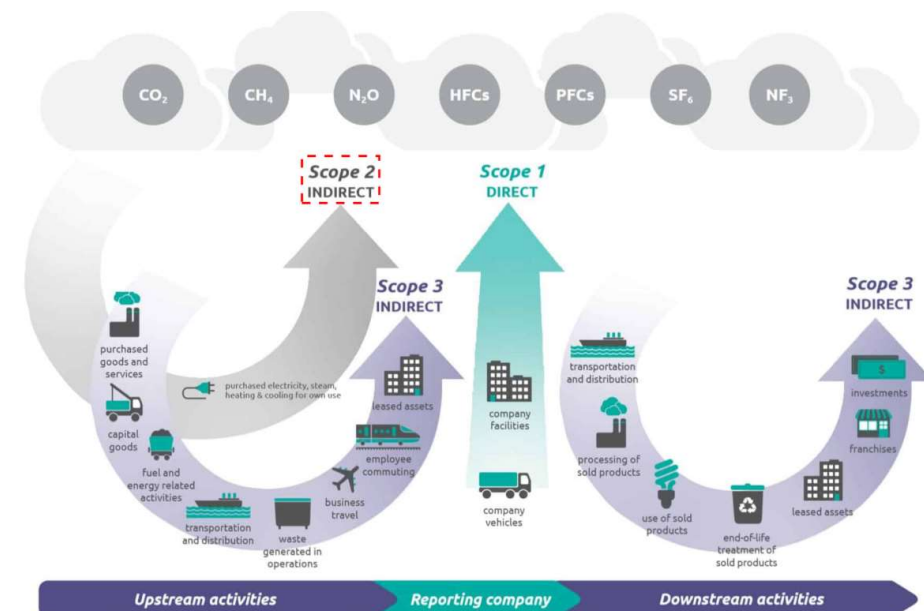 CO₂
CH₄
N₂O
HFCs
PFCs
SF₆
NF₃
Scope 2
INDIRECT
Scope 1
DIRECT
Scope 3
INDIRECT
Scope 3
INDIRECT
purchased
goods and
services
capital
goods
fuel and
energy related
activities
purchased electricity, steam,
heating & cooling for own use
transportation
and distribution
waste
generated in
operations
business
travel
employee
commuting
leased assets
company
facilities
company
vehicles
transportation
and distribution
processing of
sold products
use of sold
products
end-of-life
treatment of
sold products
leased assets
franchises
$
investments
Upstream activities
Reporting company
Downstream activities